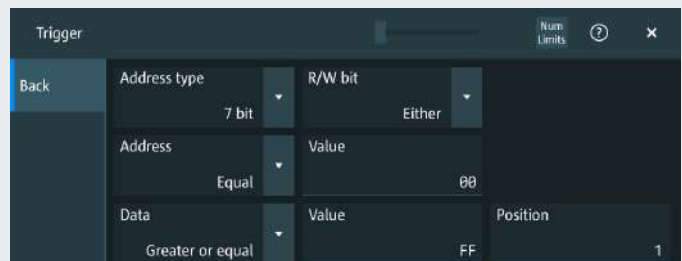 Trigger
Num
Limits
?
×
Back
Address type
7 bit
R/W bit
Either
Address
Equal
Value
00
Data
Greater or equal
Value
FF
Position
1